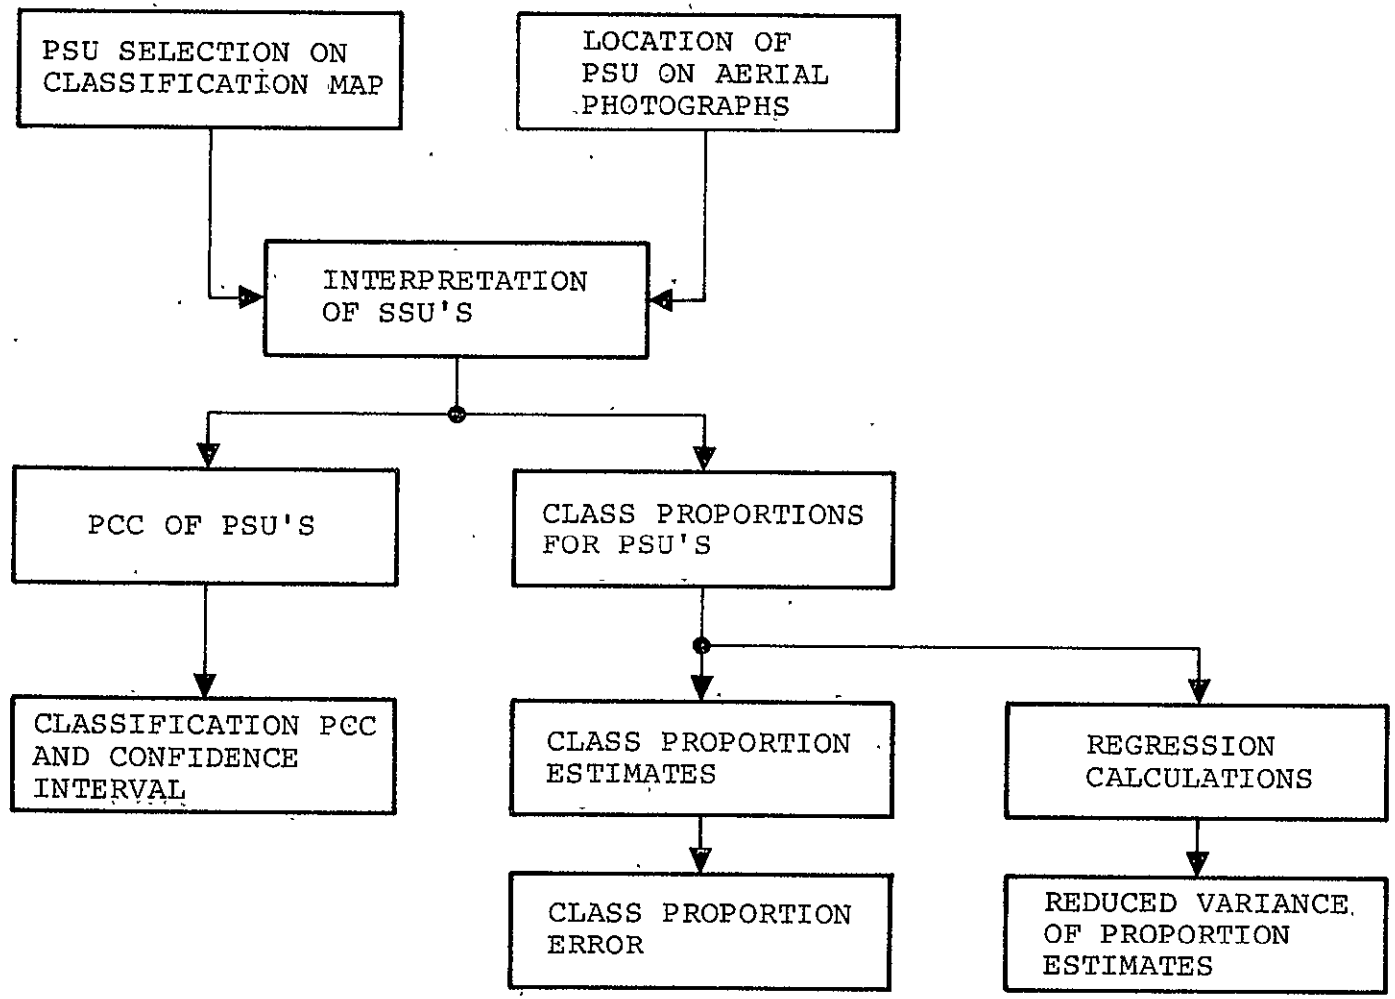 PSU SELECTION ON
CLASSIFICATION MAP
LOCATION OF
PSU ON AERIAL
PHOTOGRAPHS
INTERPRETATION
OF SSU'S
PCC OF PSU'S
CLASS PROPORTIONS
FOR PSU'S
CLASSIFICATION PCC
AND CONFIDENCE
INTERVAL
CLASS PROPORTION
ESTIMATES
REGRESSION
CALCULATIONS
CLASS PROPORTION
ERROR
REDUCED VARIANCE
OF PROPORTION
ESTIMATES